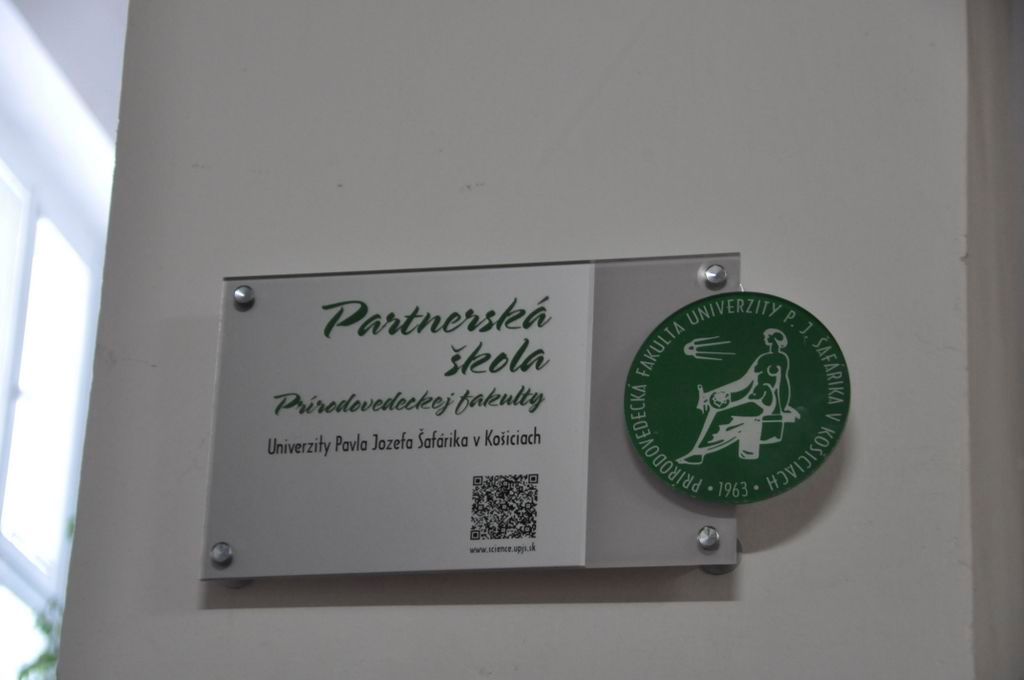 Partnerská
škola
Prírodovedeckej fakulty
Univerzity Pavla Jozefa Šafárika v Košiciach
www.science.upjs.sk
PRÍRODOVEDECKÁ FAKULTA UNIVERZITY P. J. ŠAFÁRIKA V KOŠICIACH
• 1963 •